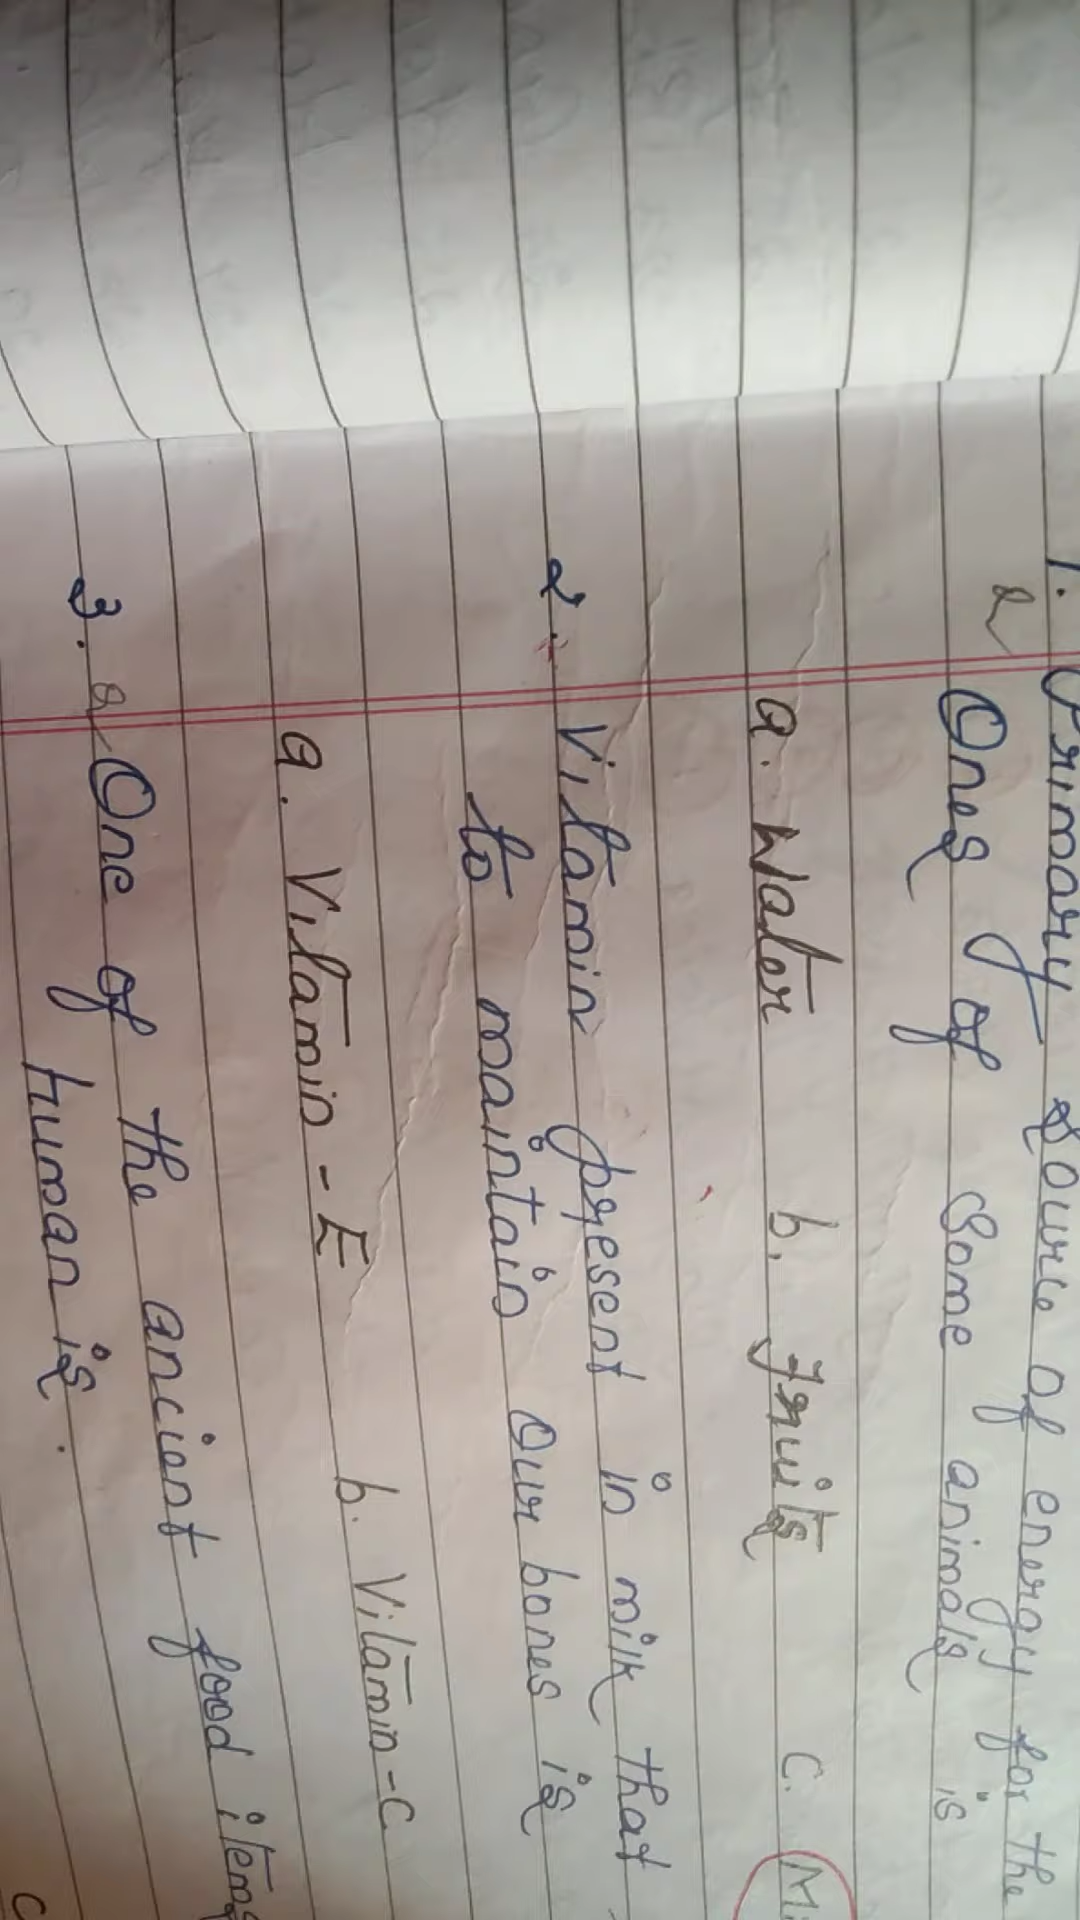 1. Primary source of energy for the
a Ones of some animals is
a. Water b. Fruits c.
2. Vitamin present in milk that
to maintain our bones is
a. Vitamin - E b. Vitamin - C
3. a One of the ancient food items
human is .
c